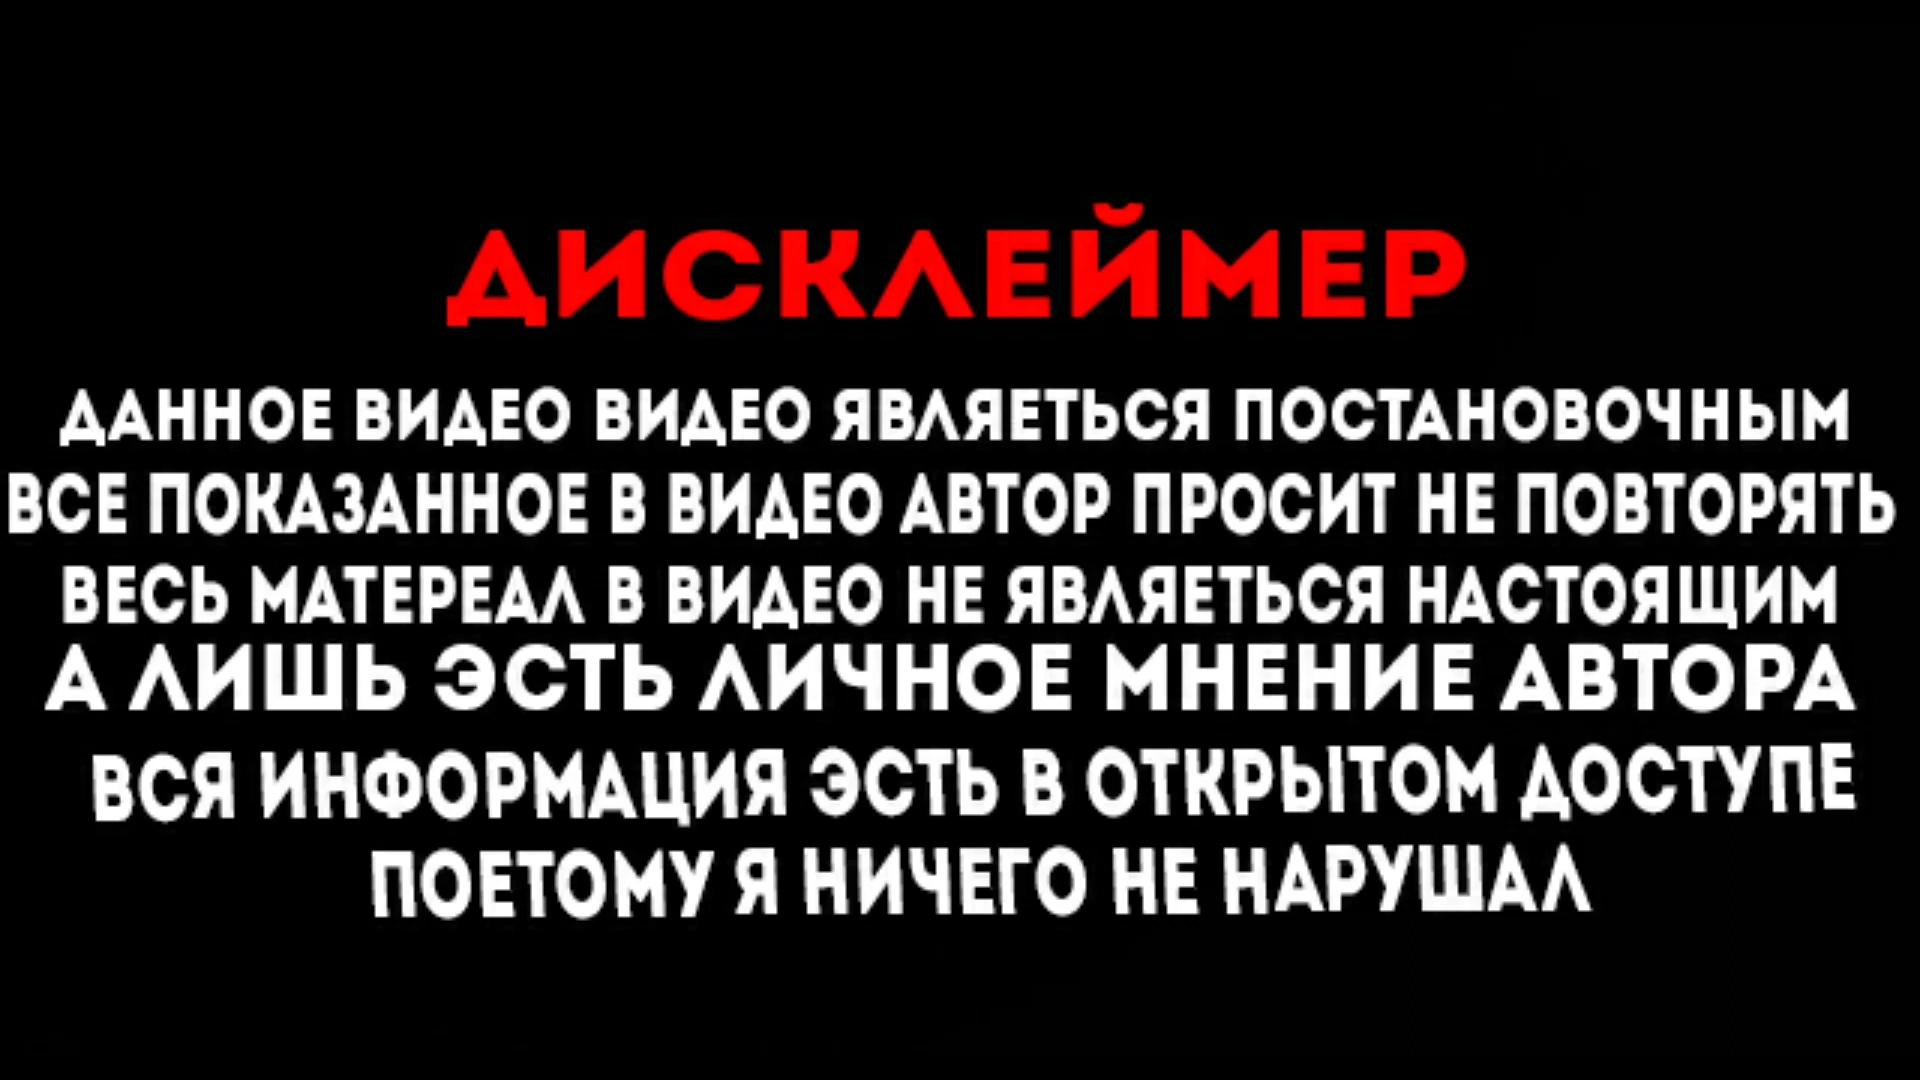 ДИСКЛЕЙМЕР
ДАННОЕ ВИДЕО ВИДЕО ЯВЛЯЕТЬСЯ ПОСТАНОВОЧНЫМ
ВСЕ ПОКАЗАННОЕ В ВИДЕО АВТОР ПРОСИТ НЕ ПОВТОРЯТЬ
ВЕСЬ МАТЕРЕАЛ В ВИДЕО НЕ ЯВЛЯЕТЬСЯ НАСТОЯЩИМ
А ЛИШЬ ЭСТЬ ЛИЧНОЕ МНЕНИЕ АВТОРА
ВСЯ ИНФОРМАЦИЯ ЭСТЬ В ОТКРЫТОМ ДОСТУПЕ
ПОЕТОМУ Я НИЧЕГО НЕ НАРУШАЛ